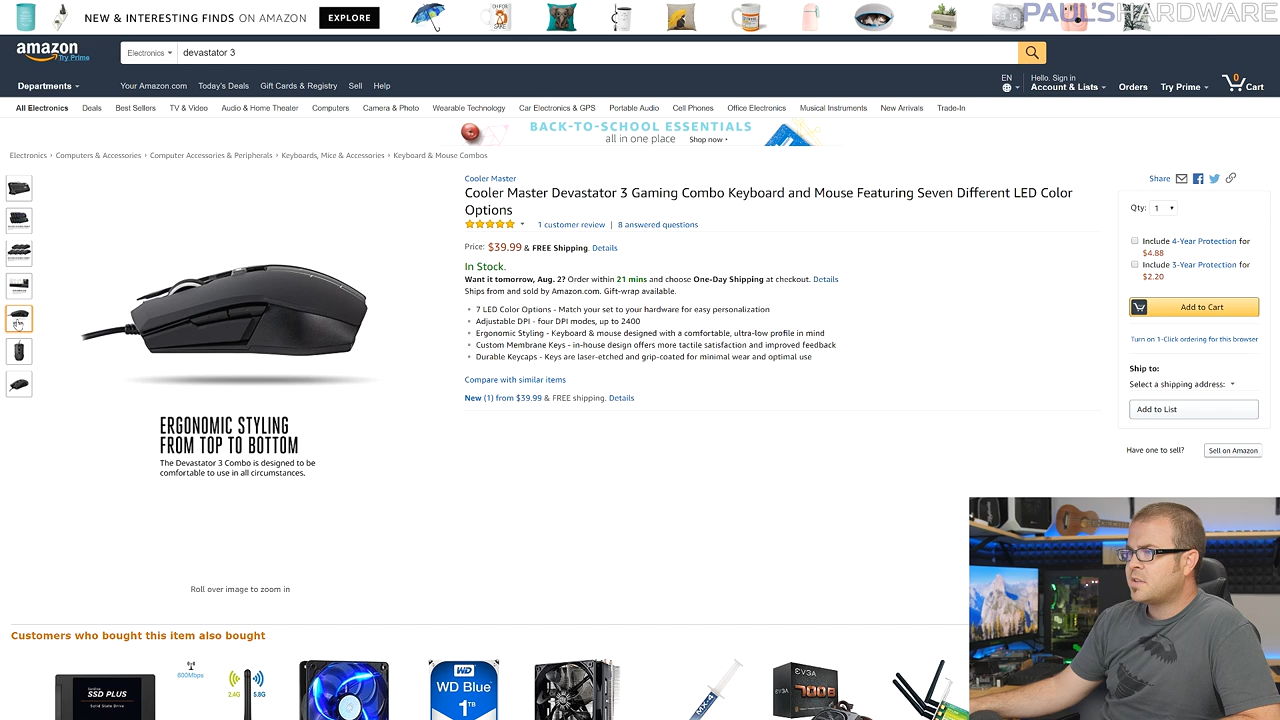 NEW & INTERESTING FINDS ON AMAZON
EXPLORE
PAUL'S HARDWARE
amazon
Try Prime
Electronics
devastator 3
Departments
Your Amazon.com
Today's Deals
Gift Cards & Registry
Sell
Help
EN
Hello. Sign in
Account & Lists
Orders
Try Prime
0
Cart
All Electronics
Deals
Best Sellers
TV & Video
Audio & Home Theater
Computers
Camera & Photo
Wearable Technology
Car Electronics & GPS
Portable Audio
Cell Phones
Office Electronics
Musical Instruments
New Arrivals
Trade-In
BACK-TO-SCHOOL ESSENTIALS
all in one place
Shop now ›
Electronics › Computers & Accessories › Computer Accessories & Peripherals › Keyboards, Mice & Accessories › Keyboard & Mouse Combos
Cooler Master
Cooler Master Devastator 3 Gaming Combo Keyboard and Mouse Featuring Seven Different LED Color
Options
1 customer review | 8 answered questions
Price: $39.99 & FREE Shipping. Details
In Stock.
Want it tomorrow, Aug. 2? Order within 21 mins and choose One-Day Shipping at checkout. Details
Ships from and sold by Amazon.com. Gift-wrap available.
7 LED Color Options - Match your set to your hardware for easy personalization
Adjustable DPI - four DPI modes, up to 2400
Ergonomic Styling - Keyboard & mouse designed with a comfortable, ultra-low profile in mind
Custom Membrane Keys - in-house design offers more tactile satisfaction and improved feedback
Durable Keycaps - Keys are laser-etched and grip-coated for minimal wear and optimal use
Compare with similar items
New (1) from $39.99 & FREE shipping. Details
Share
Qty: 1
Include 4-Year Protection for
$4.88
Include 3-Year Protection for
$2.20
Add to Cart
Turn on 1-Click ordering for this browser
Ship to:
Select a shipping address:
Add to List
Have one to sell?
Sell on Amazon
ERGONOMIC STYLING
FROM TOP TO BOTTOM
The Devastator 3 Combo is designed to be
comfortable to use in all circumstances.
Roll over image to zoom in
Customers who bought this item also bought
SSD PLUS
Solid State Drive
600Mbps
2.4G
5.8G
WD
WD Blue
1TB
MX-4
EVGA
700B